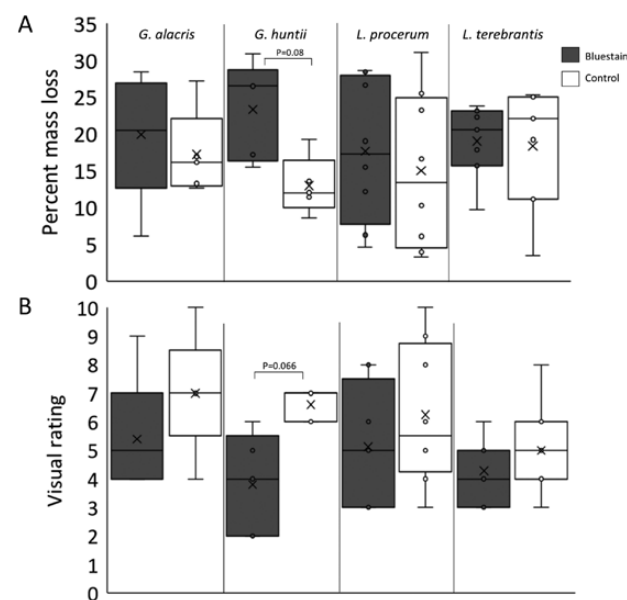 A
G. alacris G. huntii L. procerum L. terebrantis
Bluestain
Control
P=0.08
Percent mass loss
35
30
25
20
15
10
5
0
B
P=0.066
Visual rating
10
9
8
7
6
5
4
3
2
1
0